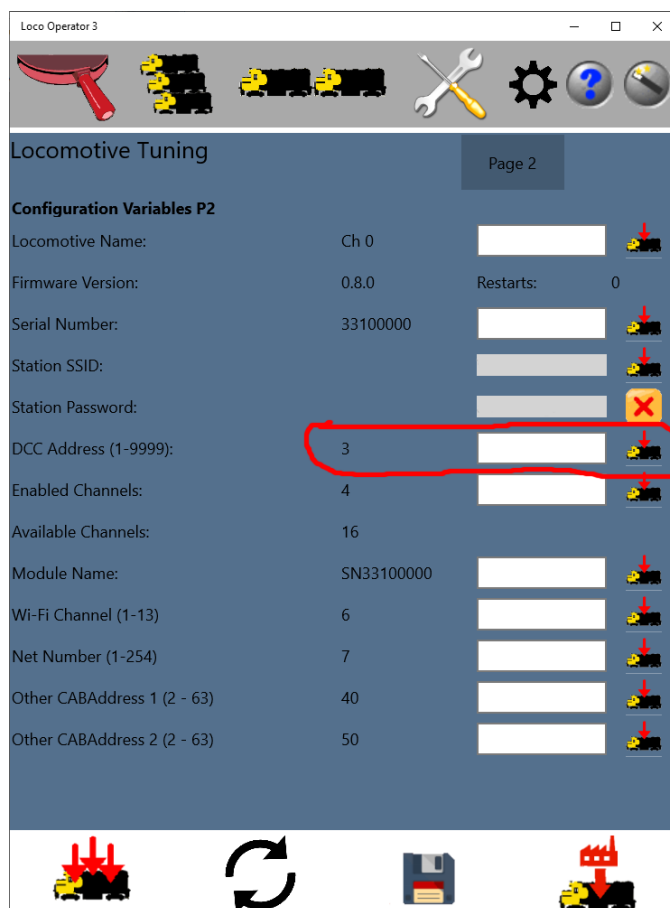 Loco Operator 3
Locomotive Tuning
Page 2
Configuration Variables P2
Locomotive Name: Ch 0
Firmware Version: 0.8.0 Restarts: 0
Serial Number: 33100000
Station SSID:
Station Password:
DCC Address (1-9999): 3
Enabled Channels: 4
Available Channels: 16
Module Name: SN33100000
Wi-Fi Channel (1-13) 6
Net Number (1-254) 7
Other CABAddress 1 (2 - 63) 40
Other CABAddress 2 (2 - 63) 50